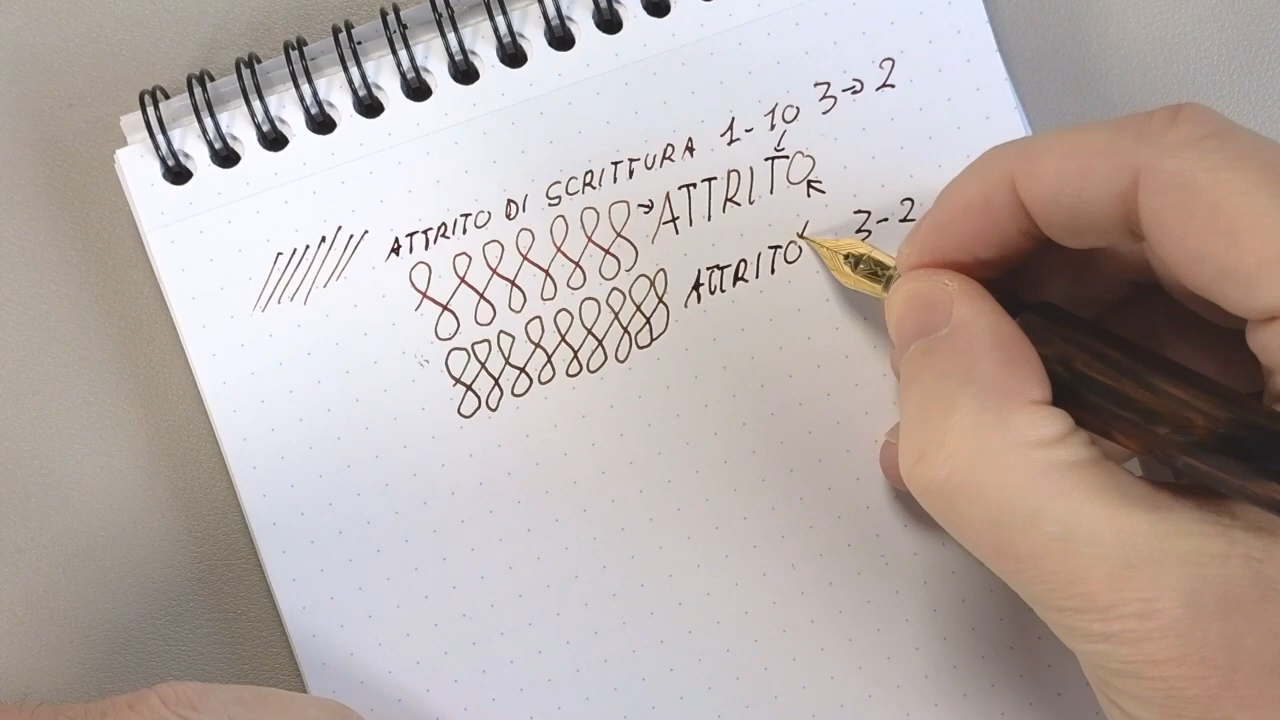 ATTRITO DI SCRITTURA 1-10 3→2
→ATTRITO
ATTRITO 3-2